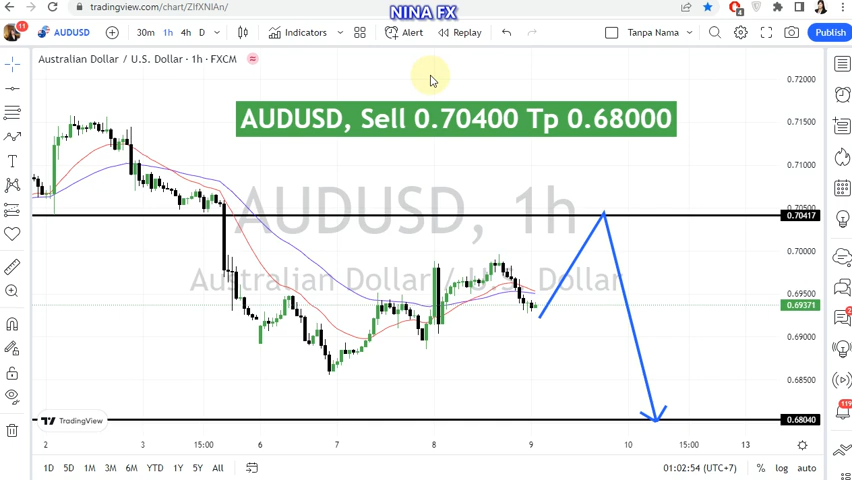 NINA FX
tradingview.com/chart/ZIfXNIAn/
11
AUDUSD
30m 1h 4h D
Indicators
Alert
Replay
Tanpa Nama
Publish
Australian Dollar / U.S. Dollar · 1h · FXCM
AUDUSD, Sell 0.70400 Tp 0.68000
AUDUSD, 1h
Australian Dollar / U.S. Dollar
0.72000
0.71500
0.71000
0.70500
0.70417
0.70000
0.69500
0.69371
0.69000
0.68500
0.68040
TradingView
2 3 15:00 6 7 8 9 10 15:00 13
1D 5D 1M 3M 6M YTD 1Y 5Y All
01:02:54 (UTC+7)
% log auto
119